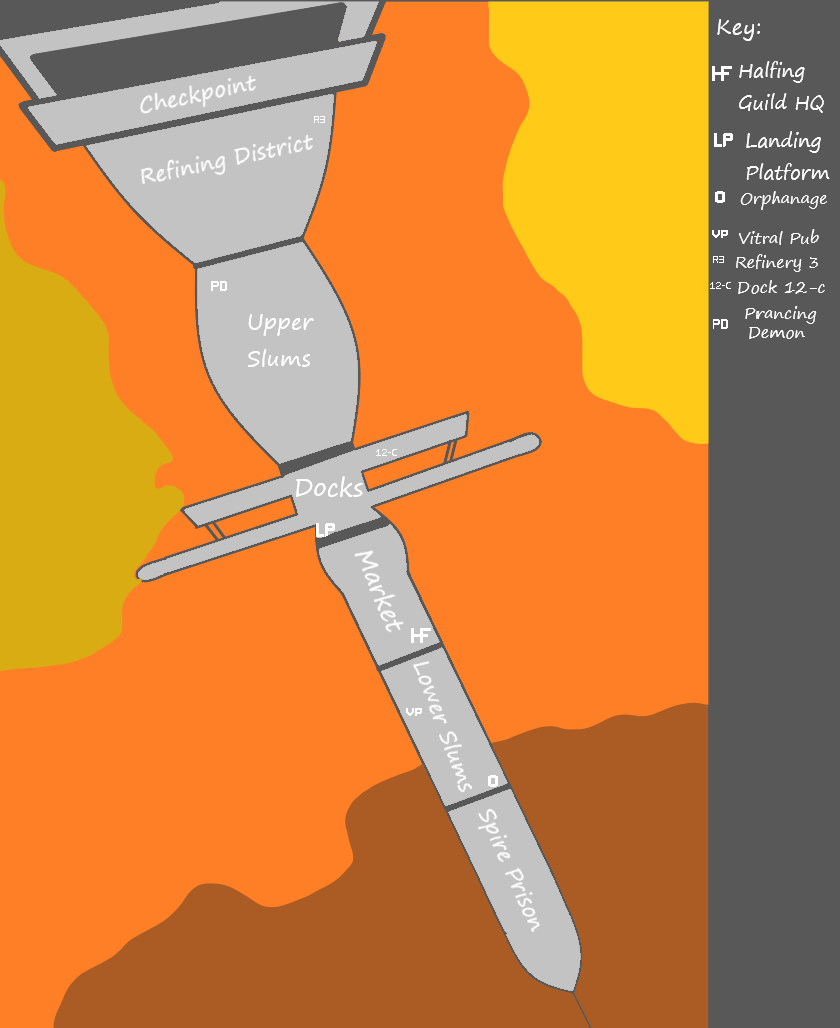 Checkpoint
R3
Refining District
PD
Upper
Slums
12-C
Docks
LP
Market
HF
Lower Slums
VP
O
Spire Prison
Key:
HF Halfing
Guild HQ
LP Landing
Platform
O Orphanage
VP Vitral Pub
R3 Refinery 3
12-C Dock 12-c
PD Prancing
Demon